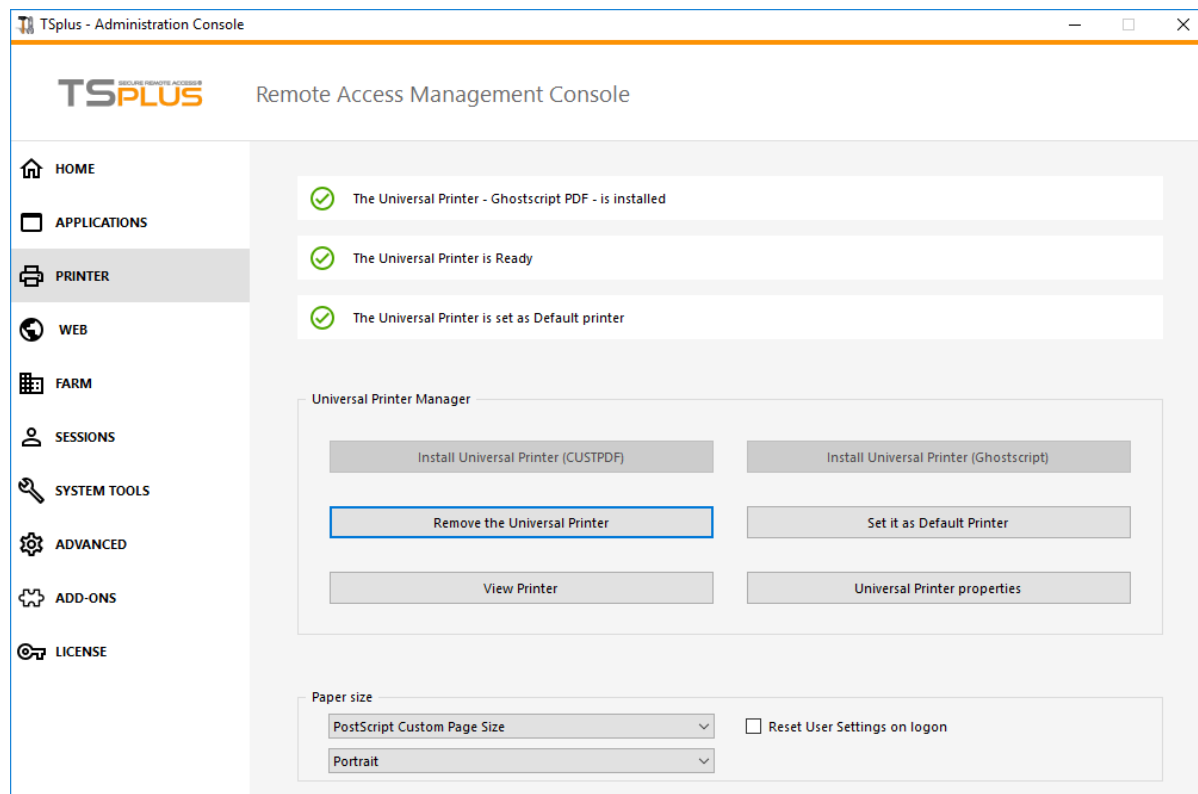 TSplus - Administration Console
TSPLUS SECURE REMOTE ACCESS®
Remote Access Management Console
HOME
APPLICATIONS
PRINTER
WEB
FARM
SESSIONS
SYSTEM TOOLS
ADVANCED
ADD-ONS
LICENSE
The Universal Printer - Ghostscript PDF - is installed
The Universal Printer is Ready
The Universal Printer is set as Default printer
Universal Printer Manager
Install Universal Printer (CUSTPDF)
Install Universal Printer (Ghostscript)
Remove the Universal Printer
Set it as Default Printer
View Printer
Universal Printer properties
Paper size
PostScript Custom Page Size
Reset User Settings on logon
Portrait